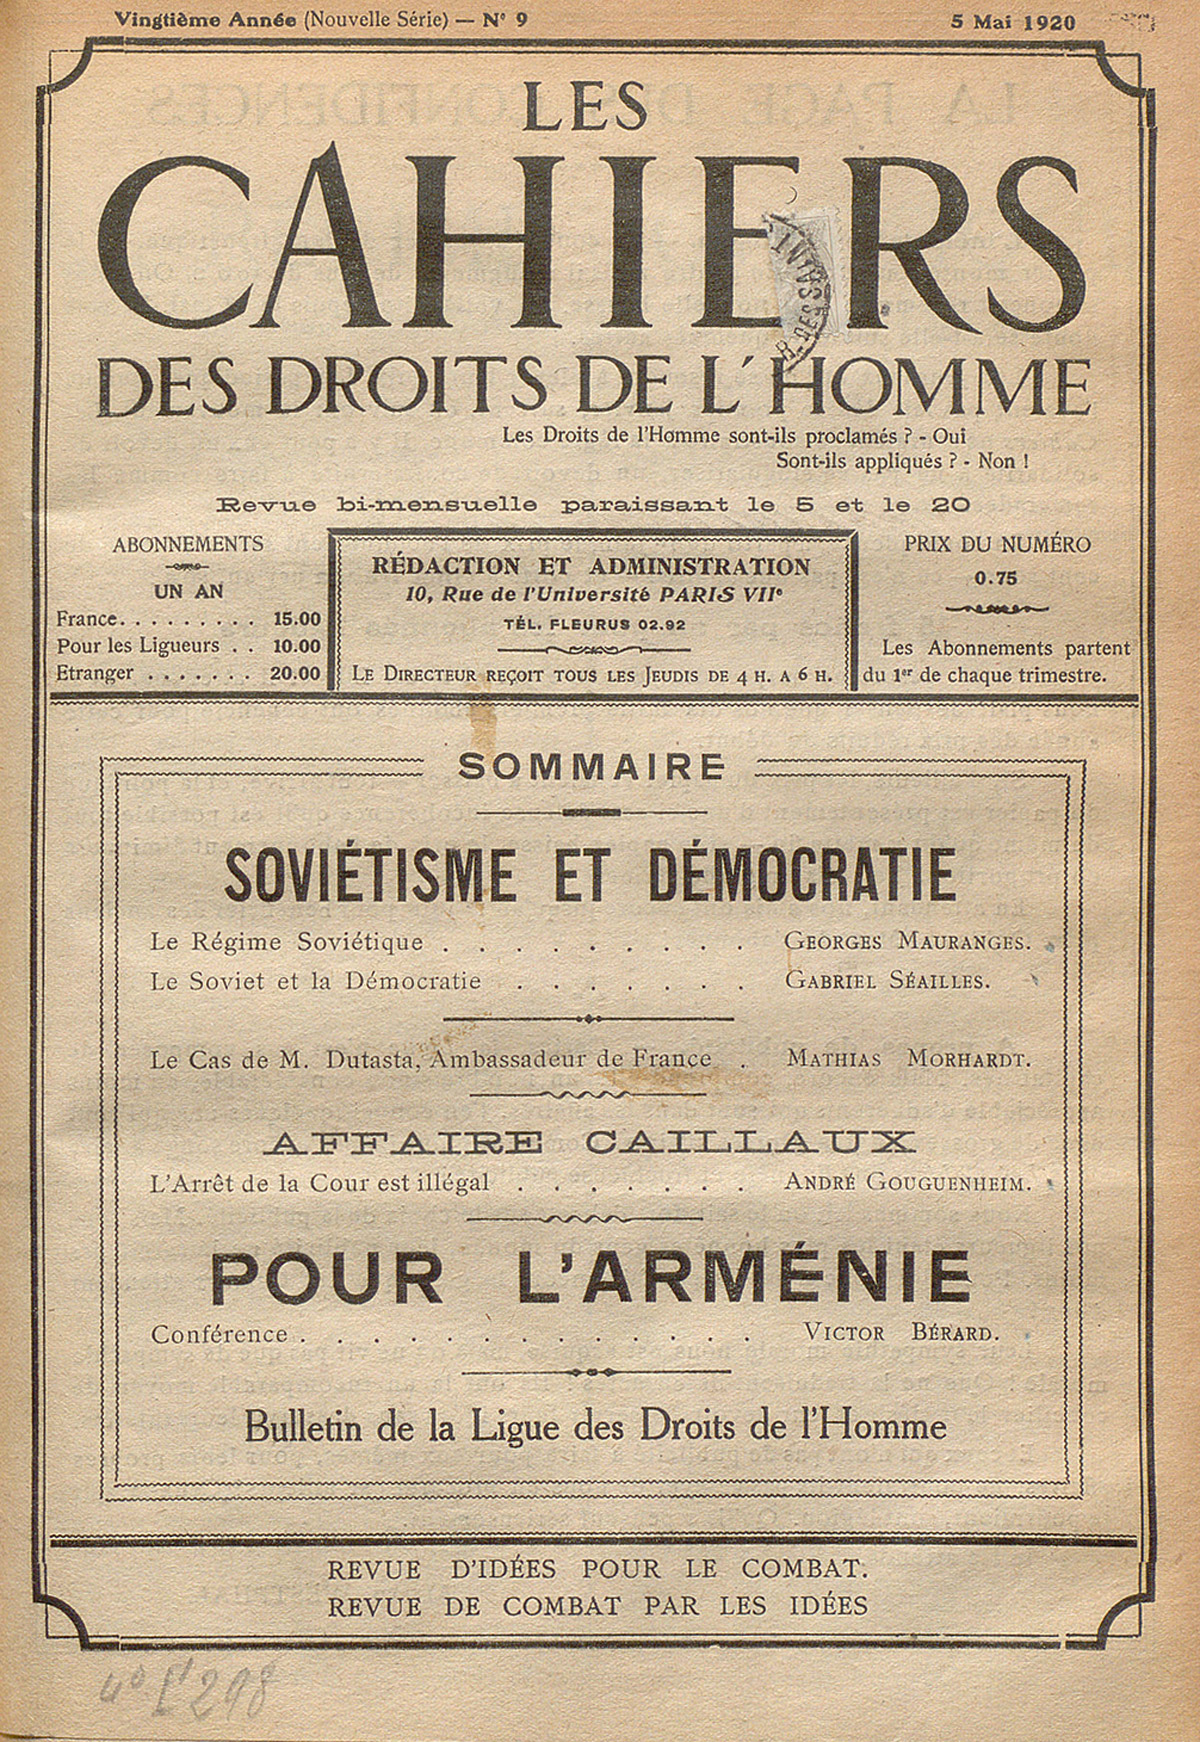 Vingtième Année (Nouvelle Série) — N° 9 5 Mai 1920
LES
CAHIERS
DES DROITS DE L'HOMME
Les Droits de l'Homme sont-ils proclamés ? - Oui
Sont-ils appliqués ? - Non !
Revue bi-mensuelle paraissant le 5 et le 20
ABONNEMENTS
UN AN
France. . . . . . . . . 15.00
Pour les Ligueurs . . 10.00
Etranger . . . . . . . 20.00
RÉDACTION ET ADMINISTRATION
10, Rue de l'Université PARIS VIIe
TÉL. FLEURUS 02.92
LE DIRECTEUR REÇOIT TOUS LES JEUDIS DE 4 H. A 6 H.
PRIX DU NUMÉRO
0.75
Les Abonnements partent
du 1er de chaque trimestre.
SOMMAIRE
SOVIÉTISME ET DÉMOCRATIE
Le Régime Soviétique . . . . . . . . . GEORGES MAURANGES.
Le Soviet et la Démocratie . . . . . . . GABRIEL SÉAILLES.
Le Cas de M. Dutasta, Ambassadeur de France . MATHIAS MORHARDT.
AFFAIRE CAILLAUX
L'Arrêt de la Cour est illégal . . . . . . . ANDRÉ GOUGUENHEIM.
POUR L'ARMÉNIE
Conférence . . . . . . . . . . . . . VICTOR BÉRARD.
Bulletin de la Ligue des Droits de l'Homme
REVUE D'IDÉES POUR LE COMBAT.
REVUE DE COMBAT PAR LES IDÉES